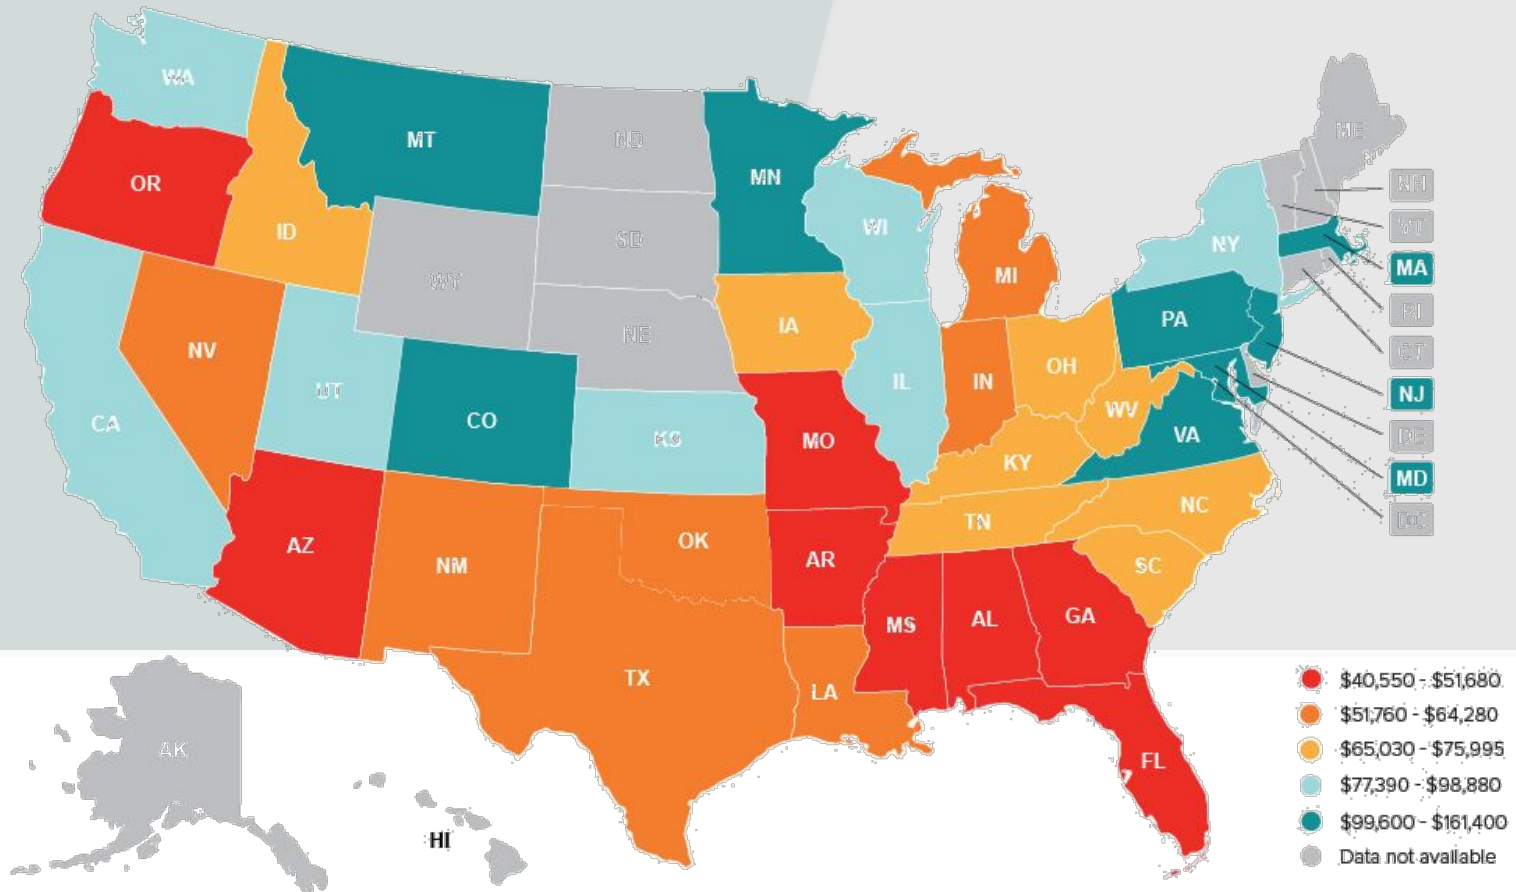 WA
MT
ND
ME
OR
MN
NH
ID
SD
WI
VT
NY
MA
WY
MI
RI
NE
IA
PA
CT
NV
OH
IN
IL
UT
NJ
CO
WV
CA
VA
DE
MO
KS
KY
MD
NC
TN
DC
AZ
OK
NM
AR
SC
MS
AL
GA
TX
LA
$40,550 - $51,680
$51,760 - $64,280
AK
$65,030 - $75,995
FL
$77,390 - $98,880
$99,600 - $161,400
HI
Data not available